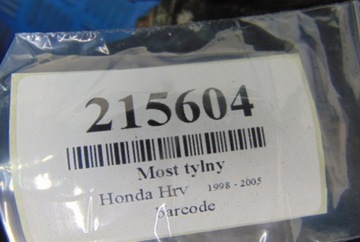 215604
Most tylny
Honda Hrv 1998 - 2005
barcode